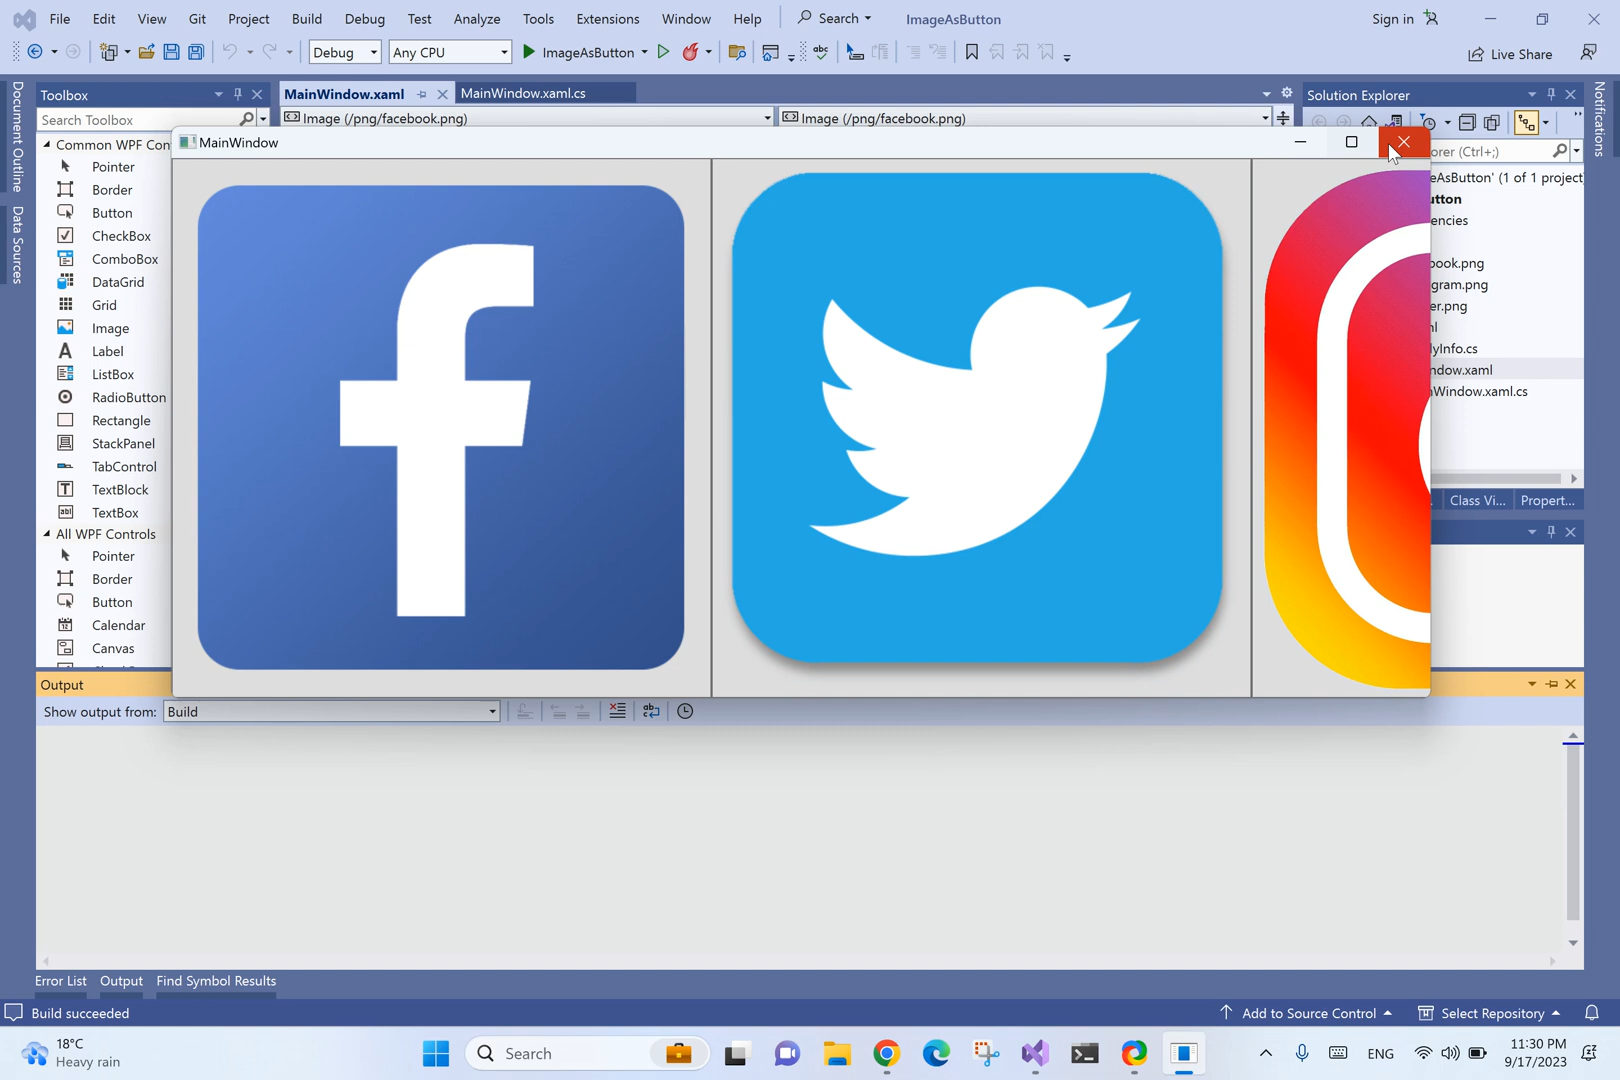 File Edit View Git Project Build Debug Test Analyze Tools Extensions Window Help Search ImageAsButton Sign in
Debug Any CPU ImageAsButton Live Share
Toolbox MainWindow.xaml MainWindow.xaml.cs Solution Explorer
Search Toolbox Image (/png/facebook.png) Image (/png/facebook.png)
Document Outline
Data Sources
Notifications
MainWindow
orer (Ctrl+;)
eAsButton' (1 of 1 project
utton
encies
book.png
gram.png
er.png
ml
lyInfo.cs
ndow.xaml
nWindow.xaml.cs
Class Vi... Propert...
Common WPF Con
Pointer
Border
Button
CheckBox
ComboBox
DataGrid
Grid
Image
Label
ListBox
RadioButton
Rectangle
StackPanel
TabControl
TextBlock
TextBox
All WPF Controls
Pointer
Border
Button
Calendar
Canvas
Output
Show output from: Build
Error List Output Find Symbol Results
Build succeeded Add to Source Control Select Repository
18°C
Heavy rain
Search
ENG
11:30 PM
9/17/2023